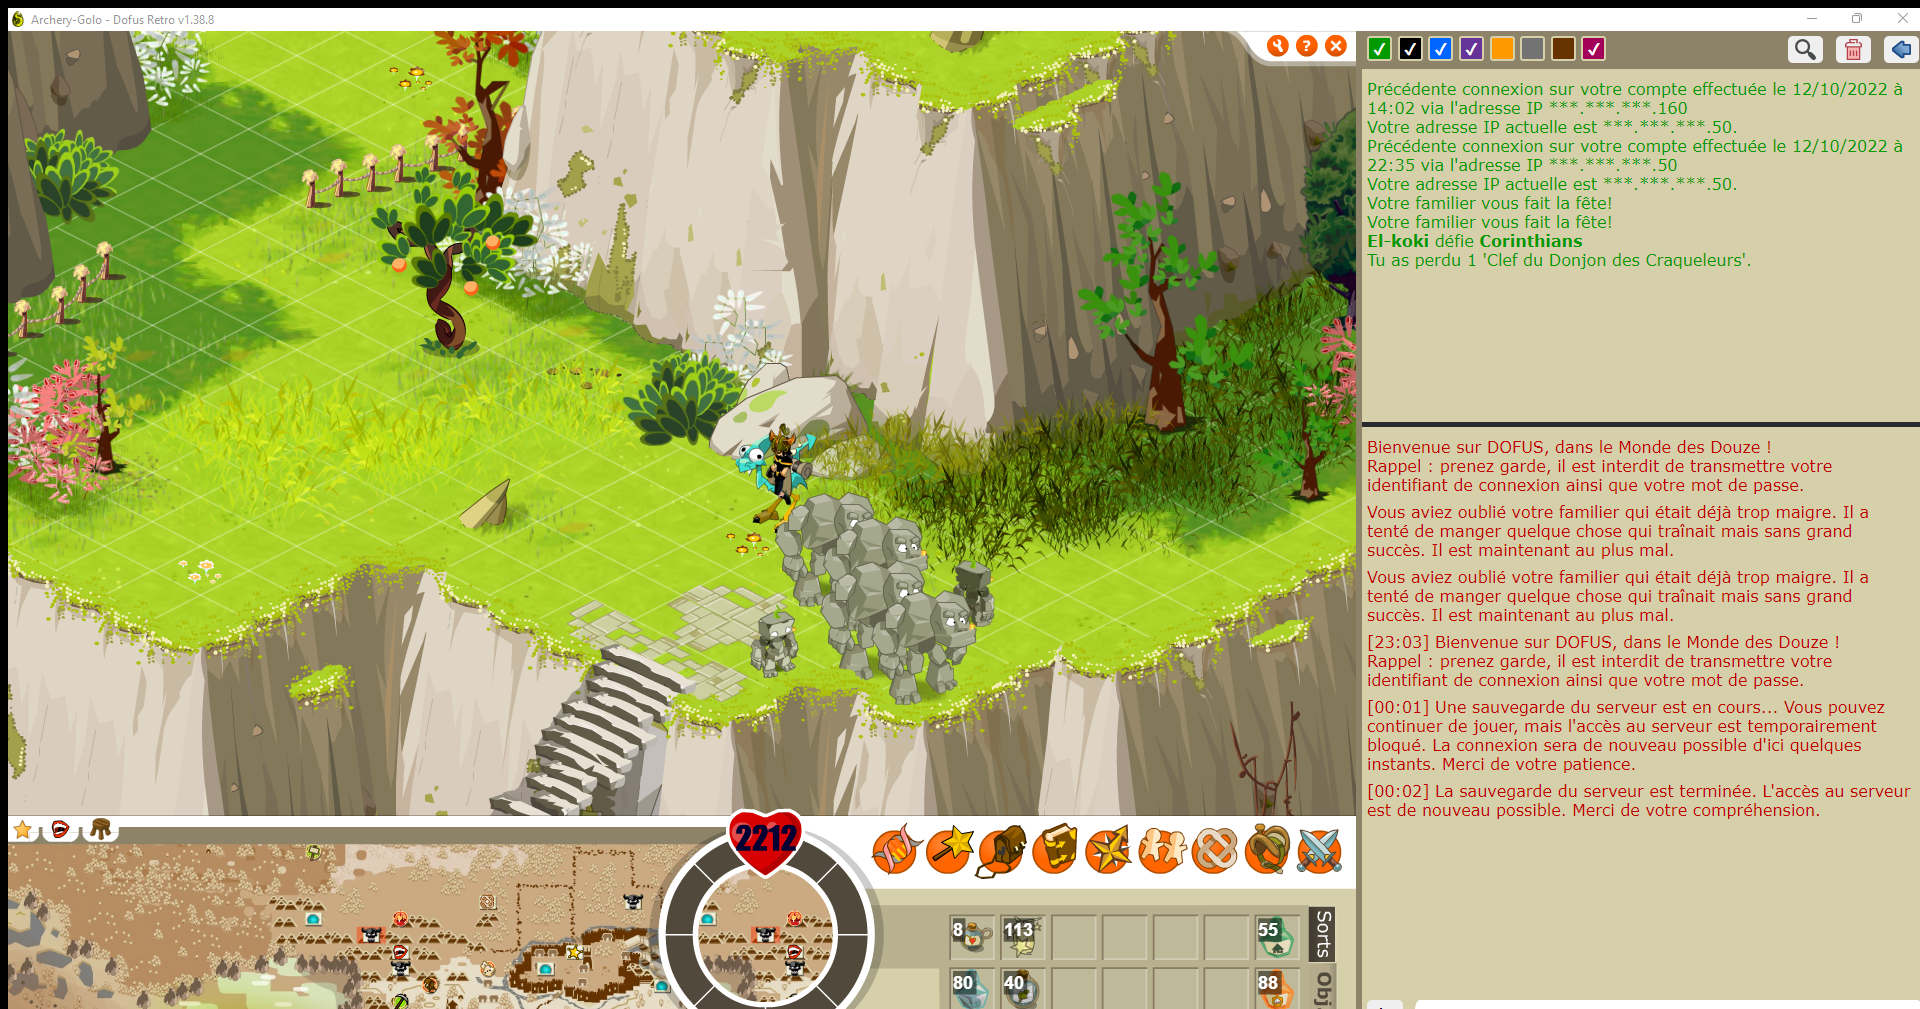 Archery-Golo - Dofus Retro v1.38.8
Précédente connexion sur votre compte effectuée le 12/10/2022 à
14:02 via l'adresse IP ***.***.***.160
Votre adresse IP actuelle est ***.***.***.50.
Précédente connexion sur votre compte effectuée le 12/10/2022 à
22:35 via l'adresse IP ***.***.***.50
Votre adresse IP actuelle est ***.***.***.50.
Votre familier vous fait la fête!
Votre familier vous fait la fête!
El-koki défie Corinthians
Tu as perdu 1 'Clef du Donjon des Craqueleurs'.
Bienvenue sur DOFUS, dans le Monde des Douze !
Rappel : prenez garde, il est interdit de transmettre votre
identifiant de connexion ainsi que votre mot de passe.
Vous aviez oublié votre familier qui était déjà trop maigre. Il a
tenté de manger quelque chose qui traînait mais sans grand
succès. Il est maintenant au plus mal.
Vous aviez oublié votre familier qui était déjà trop maigre. Il a
tenté de manger quelque chose qui traînait mais sans grand
succès. Il est maintenant au plus mal.
[23:03] Bienvenue sur DOFUS, dans le Monde des Douze !
Rappel : prenez garde, il est interdit de transmettre votre
identifiant de connexion ainsi que votre mot de passe.
[00:01] Une sauvegarde du serveur est en cours... Vous pouvez
continuer de jouer, mais l'accès au serveur est temporairement
bloqué. La connexion sera de nouveau possible d'ici quelques
instants. Merci de votre patience.
[00:02] La sauvegarde du serveur est terminée. L'accès au serveur
est de nouveau possible. Merci de votre compréhension.
2212
8 113 55
Sorts
80 40 88
Obj